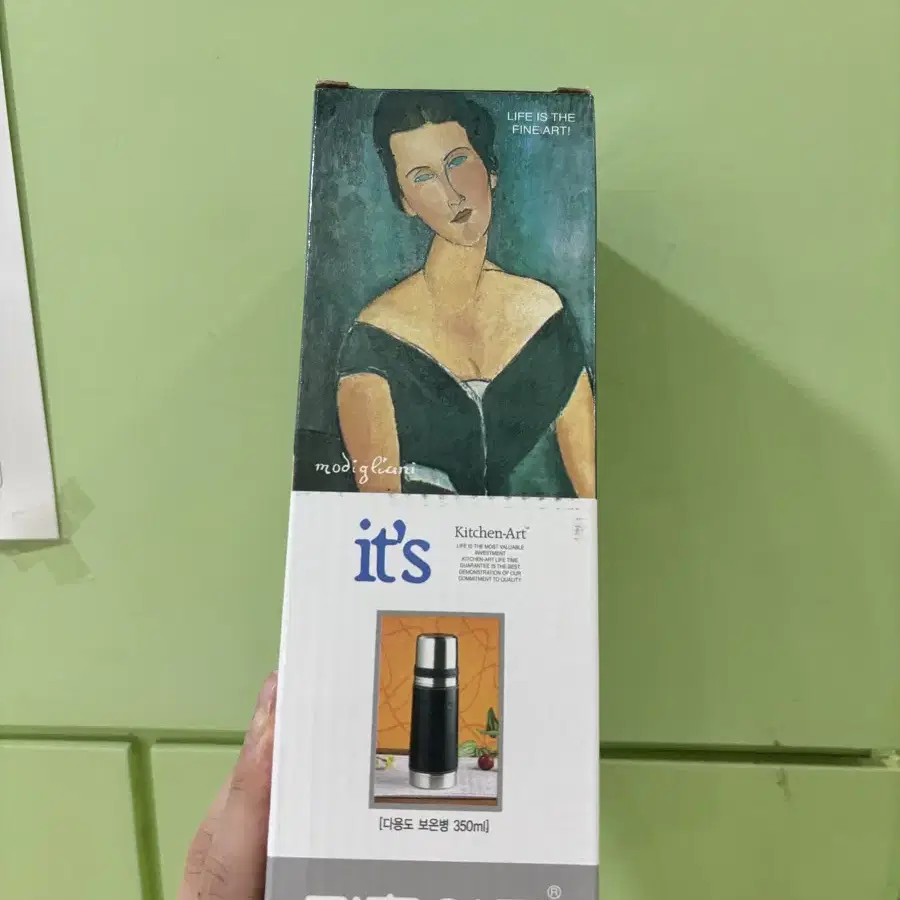 LIFE IS THE
FINE ART!
modigliani
it's
Kitchen-Art™
LIFE IS THE MOST VALUABLE
INVESTMENT
KITCHEN-ART LIFE TIME
GUARANTEE IS THE BEST
DEMONSTRATION OF OUR
COMMITMENT TO QUALITY
[다용도 보온병 350ml]
®